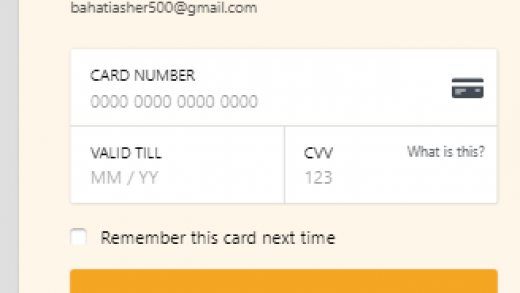 bahatiasher500@gmail.com
CARD NUMBER
0000 0000 0000 0000
VALID TILL
MM / YY
CVV
What is this?
123
Remember this card next time